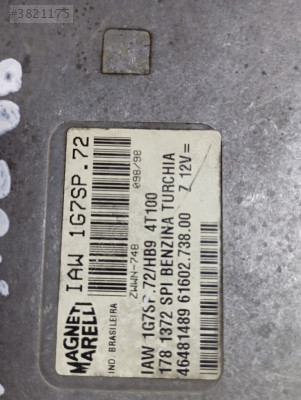 #3821175
MAGNETI
MARELLI
IAW 1G7SP.72
IND. BRASILEIRA
ZWWN-748
098/98
IAW 1G7SP.72/HB9 4T100
178 1372 SPI BENZINA TURCHIA
46481489 61602.738.00 Z 12V=